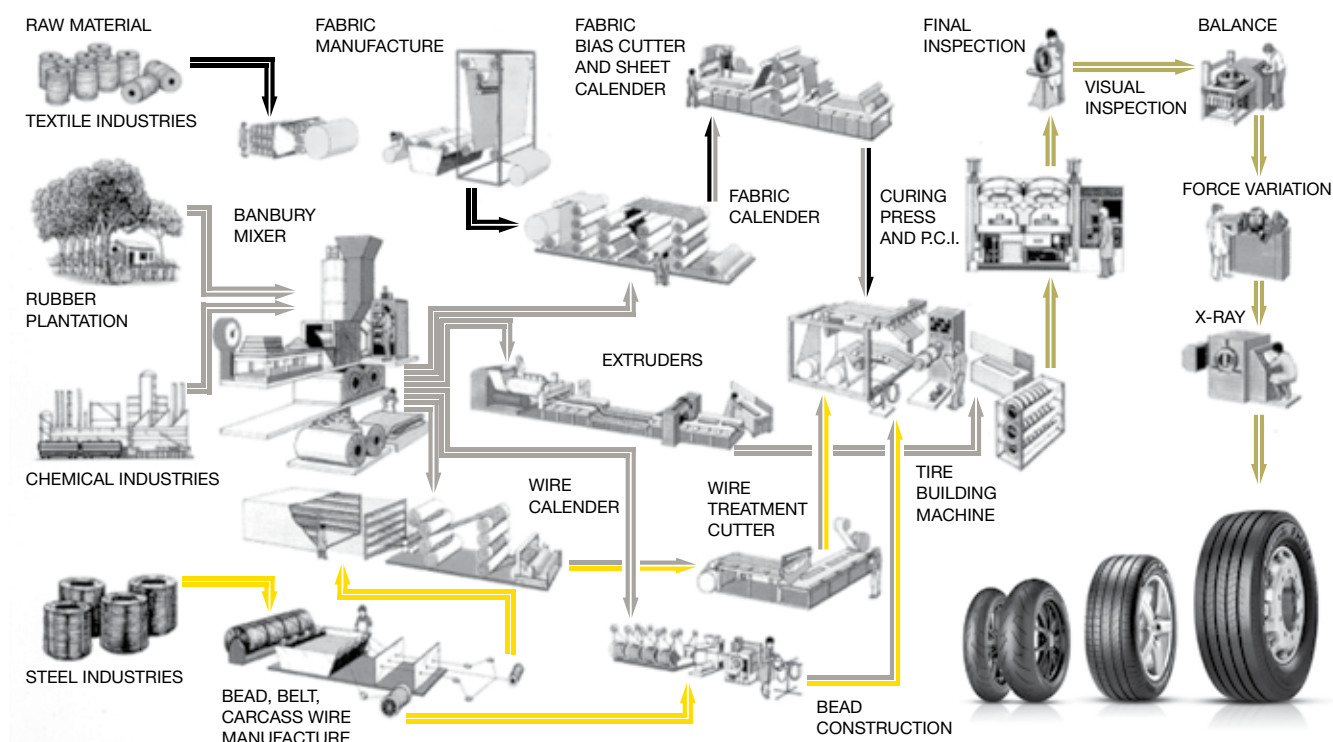 RAW MATERIAL
TEXTILE INDUSTRIES
FABRIC
MANUFACTURE
FABRIC
BIAS CUTTER
AND SHEET
CALENDER
FINAL
INSPECTION
VISUAL
INSPECTION
BALANCE
RUBBER
PLANTATION
BANBURY
MIXER
FABRIC
CALENDER
CURING
PRESS
AND P.C.I.
FORCE VARIATION
X-RAY
EXTRUDERS
CHEMICAL INDUSTRIES
WIRE
CALENDER
WIRE
TREATMENT
CUTTER
TIRE
BUILDING
MACHINE
STEEL INDUSTRIES
BEAD, BELT,
CARCASS WIRE
MANUFACTURE
BEAD
CONSTRUCTION